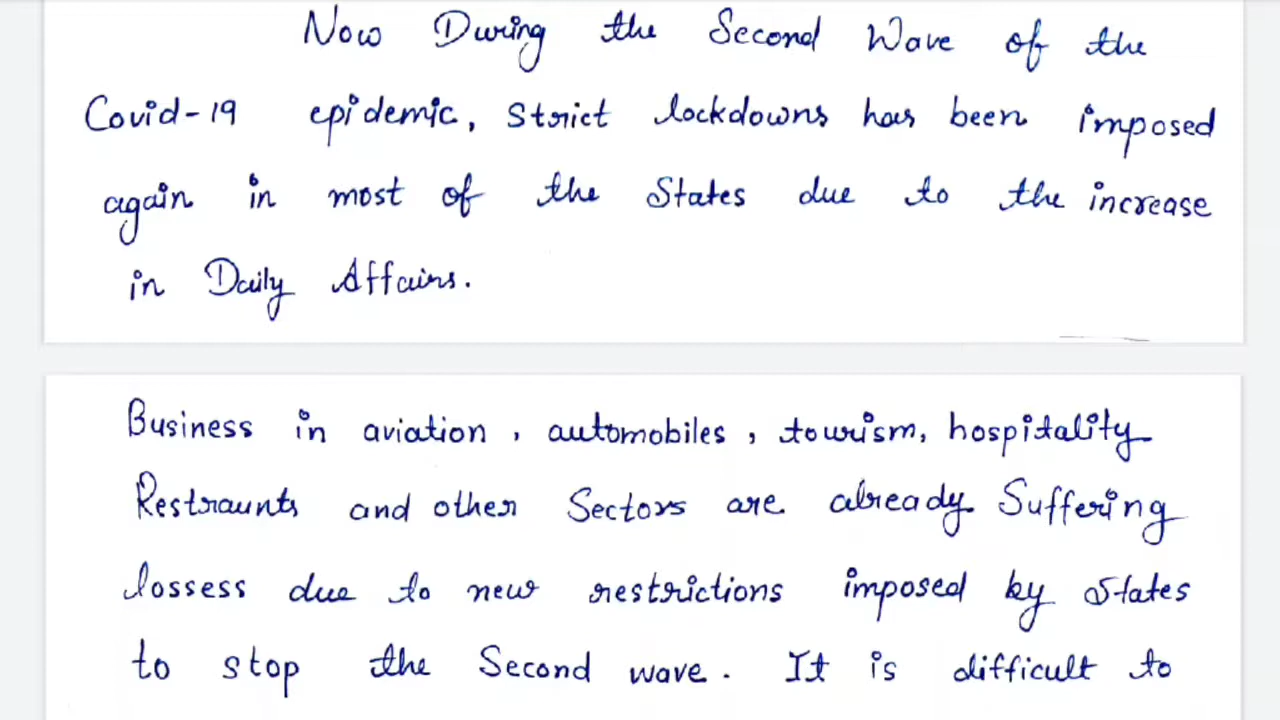 Now During the Second Wave of the
Covid-19 epidemic, strict lockdowns has been imposed
again in most of the States due to the increase
in Daily Affairs.
Business in aviation, automobiles, tourism, hospitality
Restraunts and other Sectors are already Suffering
lossess due to new restrictions imposed by States
to stop the Second wave. It is difficult to